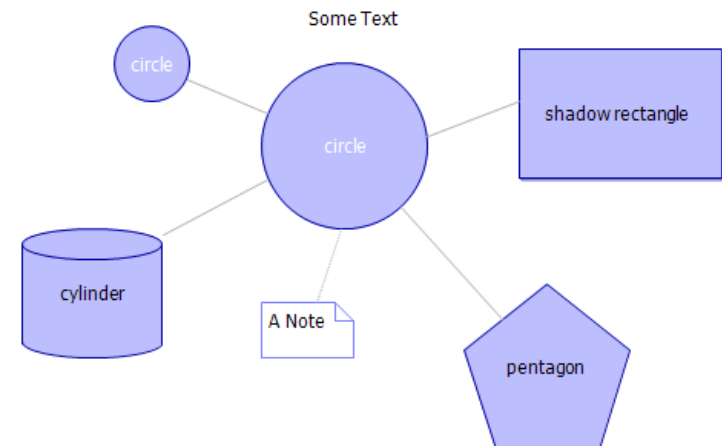 Some Text
circle
circle
shadow rectangle
cylinder
A Note
pentagon